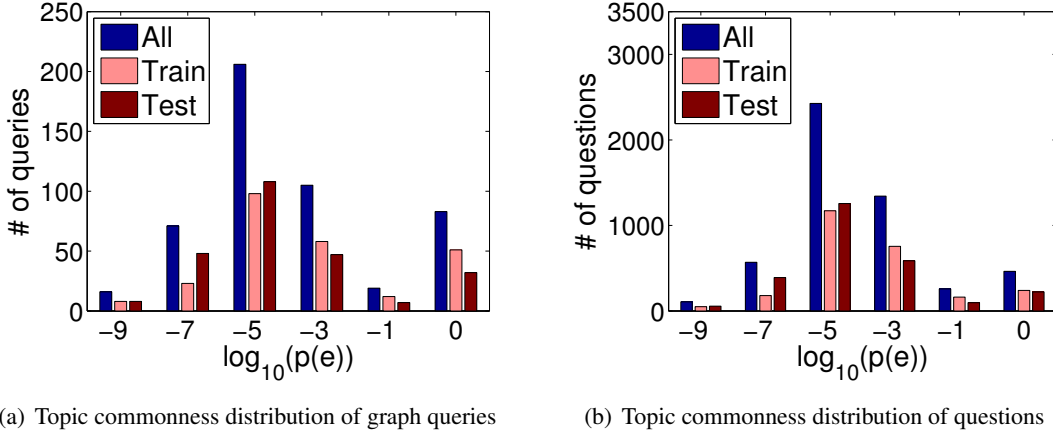 250
200
150
100
50
0
# of queries
All
Train
Test
−9 −7 −5 −3 −1 0
log10(p(e))
(a) Topic commonness distribution of graph queries
3500
3000
2000
1000
0
# of questions
All
Train
Test
−9 −7 −5 −3 −1 0
log10(p(e))
(b) Topic commonness distribution of questions